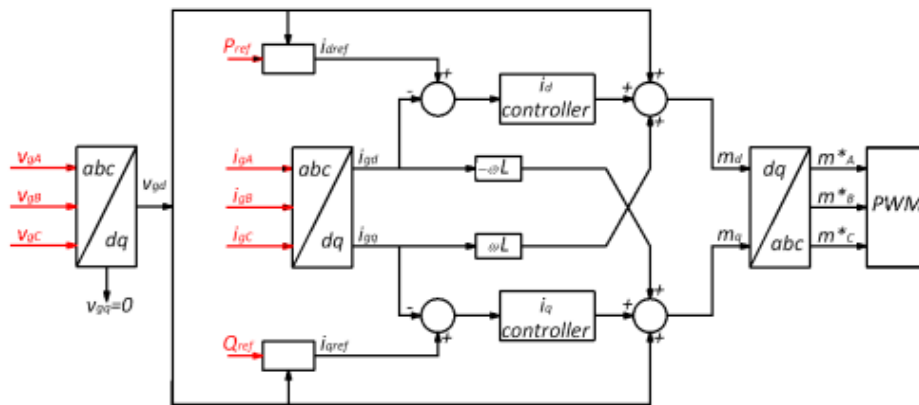 Pref
idref
id
controller
vgA
vgB
vgC
abc
dq
vgd
vgq=0
igA
igB
igC
abc
dq
igd
igq
-ωL
ωL
md
mq
dq
abc
m*A
m*B
m*C
PWM
iq
controller
Qref
iqref
+
-
+
+
+
-
+
+
+
+